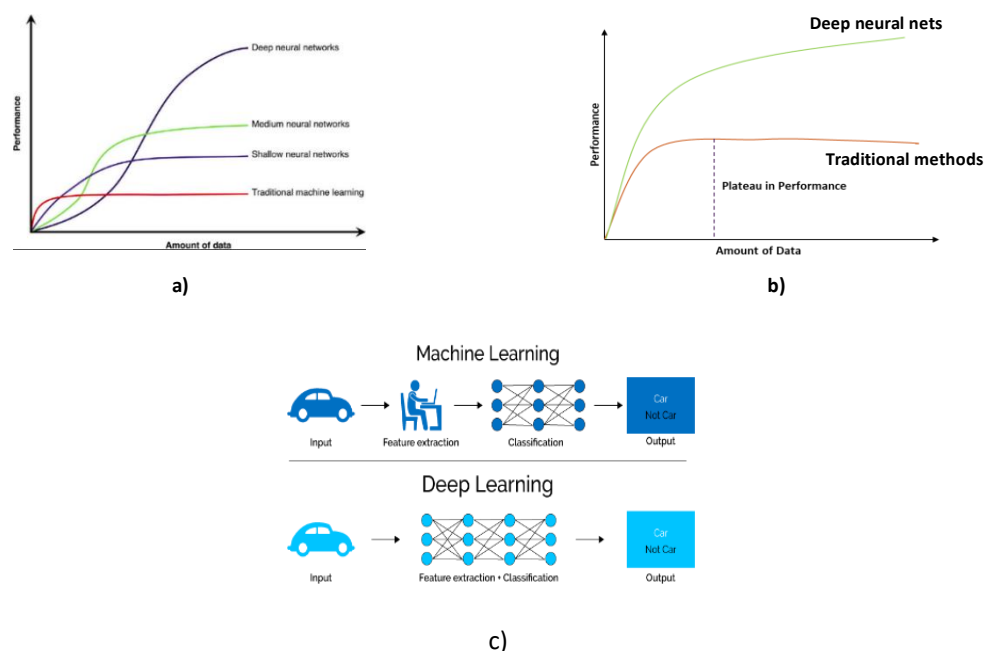 Deep neural networks
Medium neural networks
Shallow neural networks
Traditional machine learning
Performance
Amount of data
a)
Deep neural nets
Traditional methods
Plateau in Performance
Performance
Amount of Data
b)
Machine Learning
Input
Feature extraction
Classification
Car
Not Car
Output
Deep Learning
Input
Feature extraction + Classification
Car
Not Car
Output
c)